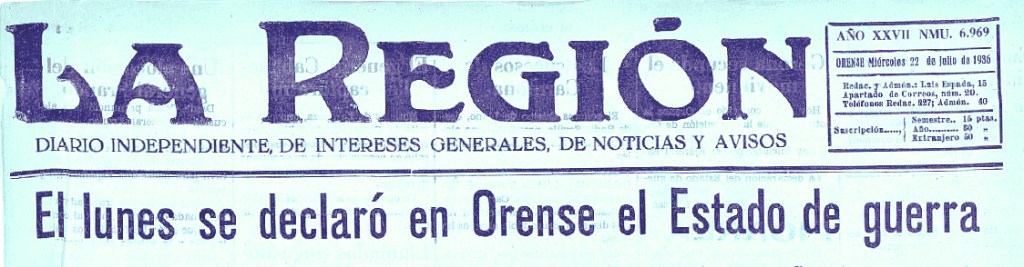 LA REGIÓN
DIARIO INDEPENDIENTE, DE INTERESES GENERALES, DE NOTICIAS Y AVISOS
AÑO XXVII NMU. 6.969
ORENSE Miércoles 22 de Julio de 1936
Redac. y Admón.: Luis Espada, 15
Apartado de Correos, núm. 20.
Teléfonos Redac. 227; Admón. 40
Suscripción..... Semestre.. 15 ptas.
Año........ 30 „
Extranjero 50 „
El lunes se declaró en Orense el Estado de guerra